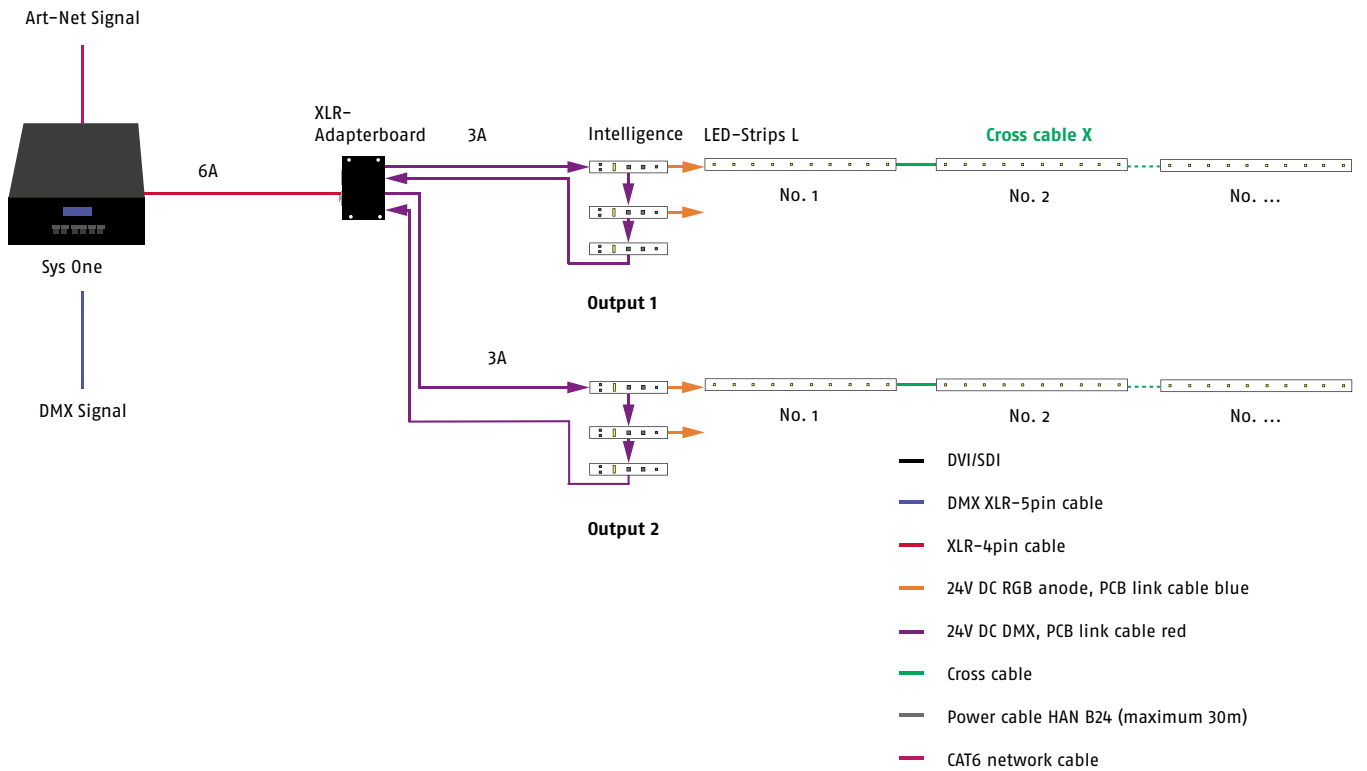 Art-Net Signal
XLR-
Adapterboard
3A
Intelligence
LED-Strips L
Cross cable X
6A
No. 1
No. 2
No. ...
Sys One
Output 1
3A
DMX Signal
No. 1
No. 2
No. ...
Output 2
DVI/SDI
DMX XLR-5pin cable
XLR-4pin cable
24V DC RGB anode, PCB link cable blue
24V DC DMX, PCB link cable red
Cross cable
Power cable HAN B24 (maximum 30m)
CAT6 network cable